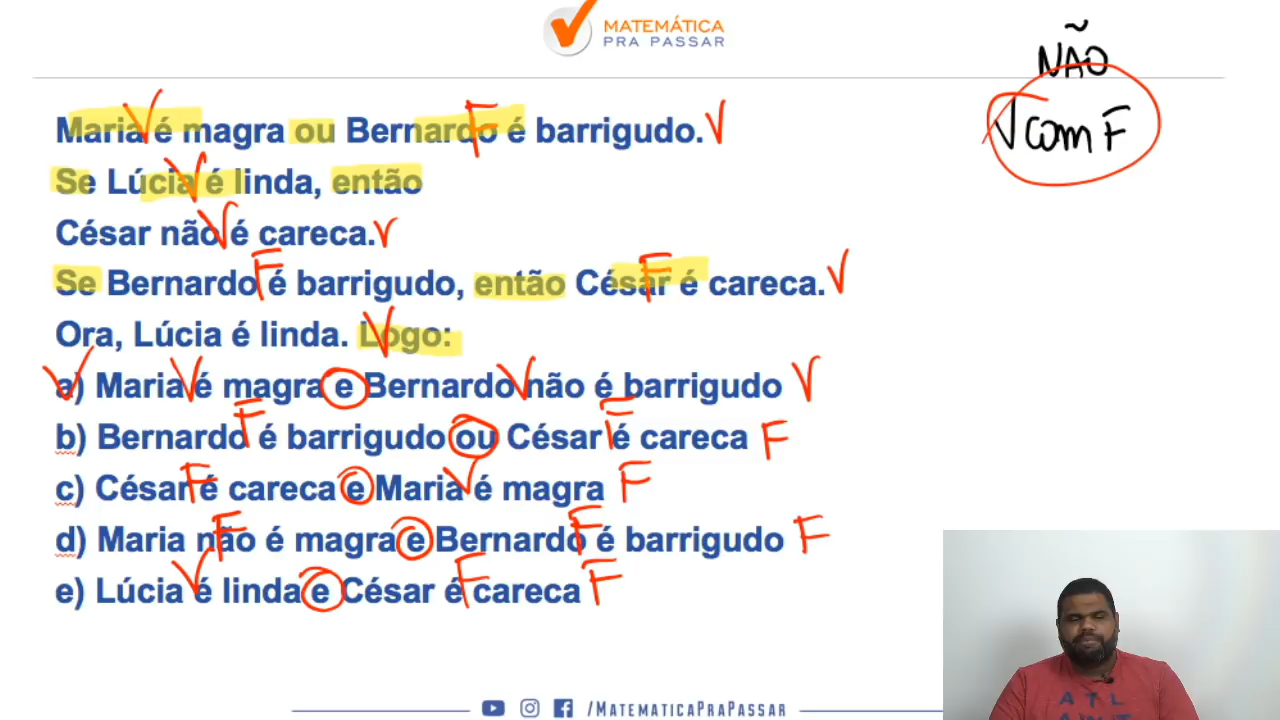 MATEMÁTICA
PRA PASSAR
NÃO
V com F
Maria V é magra ou Bernardo F é barrigudo. V
Se Lúcia V é linda, então
César não V é careca. V
Se Bernardo F é barrigudo, então César F é careca. V
Ora, Lúcia é linda. V Logo:
a) Maria V é magra e Bernardo V não é barrigudo V
b) Bernardo F é barrigudo ou César F é careca F
c) César F é careca e Maria V é magra F
d) Maria não F é magra e Bernardo F é barrigudo F
e) Lúcia V é linda e César é F careca F
/MatematicaPraPassar
ATL